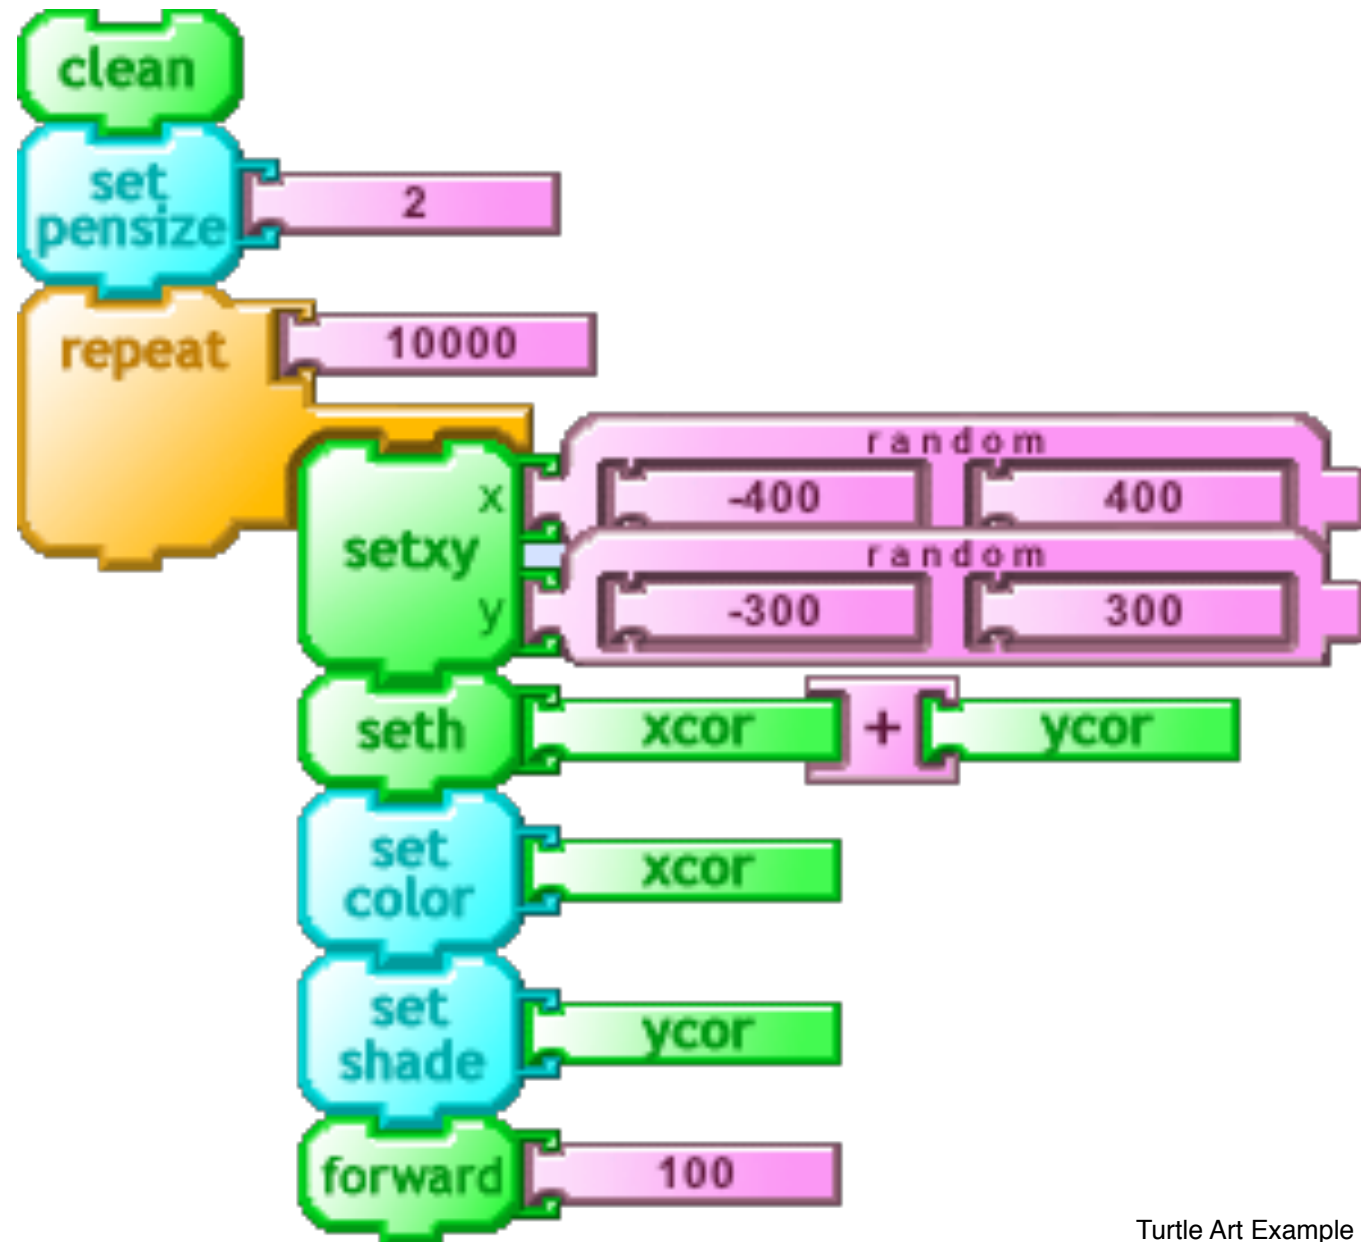 clean
set
pensize
2
repeat
10000
random
x
-400
400
setxy
random
y
-300
300
seth
xcor
+
ycor
set
color
xcor
set
shade
ycor
forward
100
Turtle Art Example